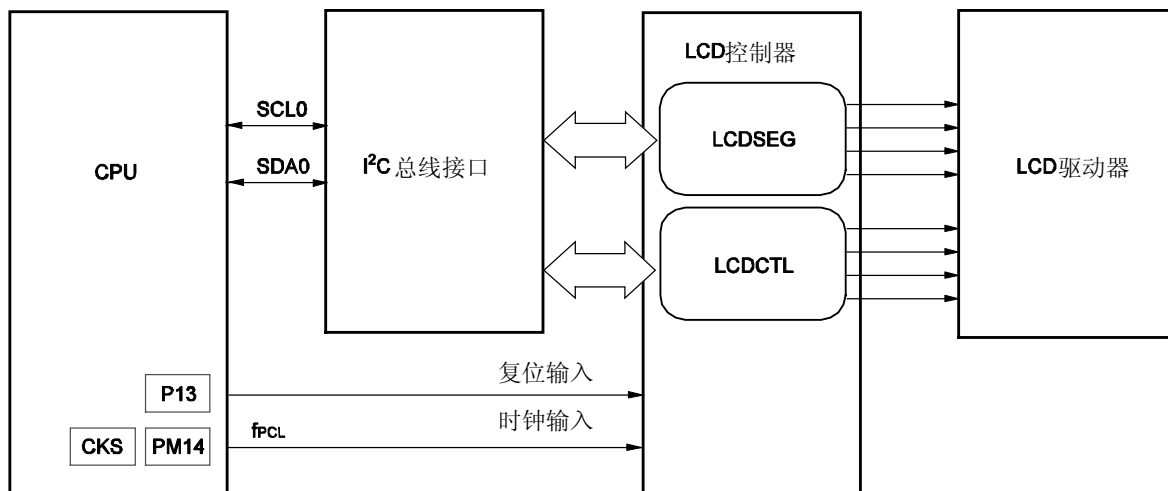 CPU
SCL0
SDA0
I²C 总线接口
LCD控制器
LCDSEG
LCDCTL
LCD驱动器
P13
复位输入
CKS
PM14
fPCL
时钟输入